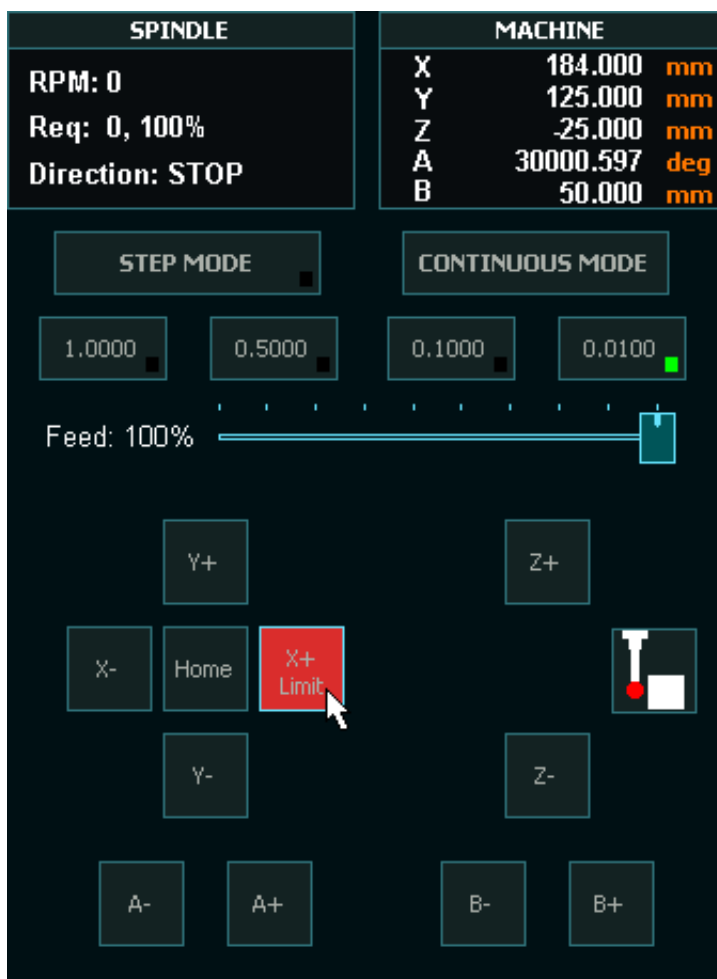 SPINDLE
RPM: 0
Req: 0, 100%
Direction: STOP
MACHINE
X 184.000 mm
Y 125.000 mm
Z -25.000 mm
A 30000.597 deg
B 50.000 mm
STEP MODE
CONTINUOUS MODE
1.0000
0.5000
0.1000
0.0100
Feed: 100%
Y+
Z+
X-
Home
X+
Limit
Y-
Z-
A-
A+
B-
B+